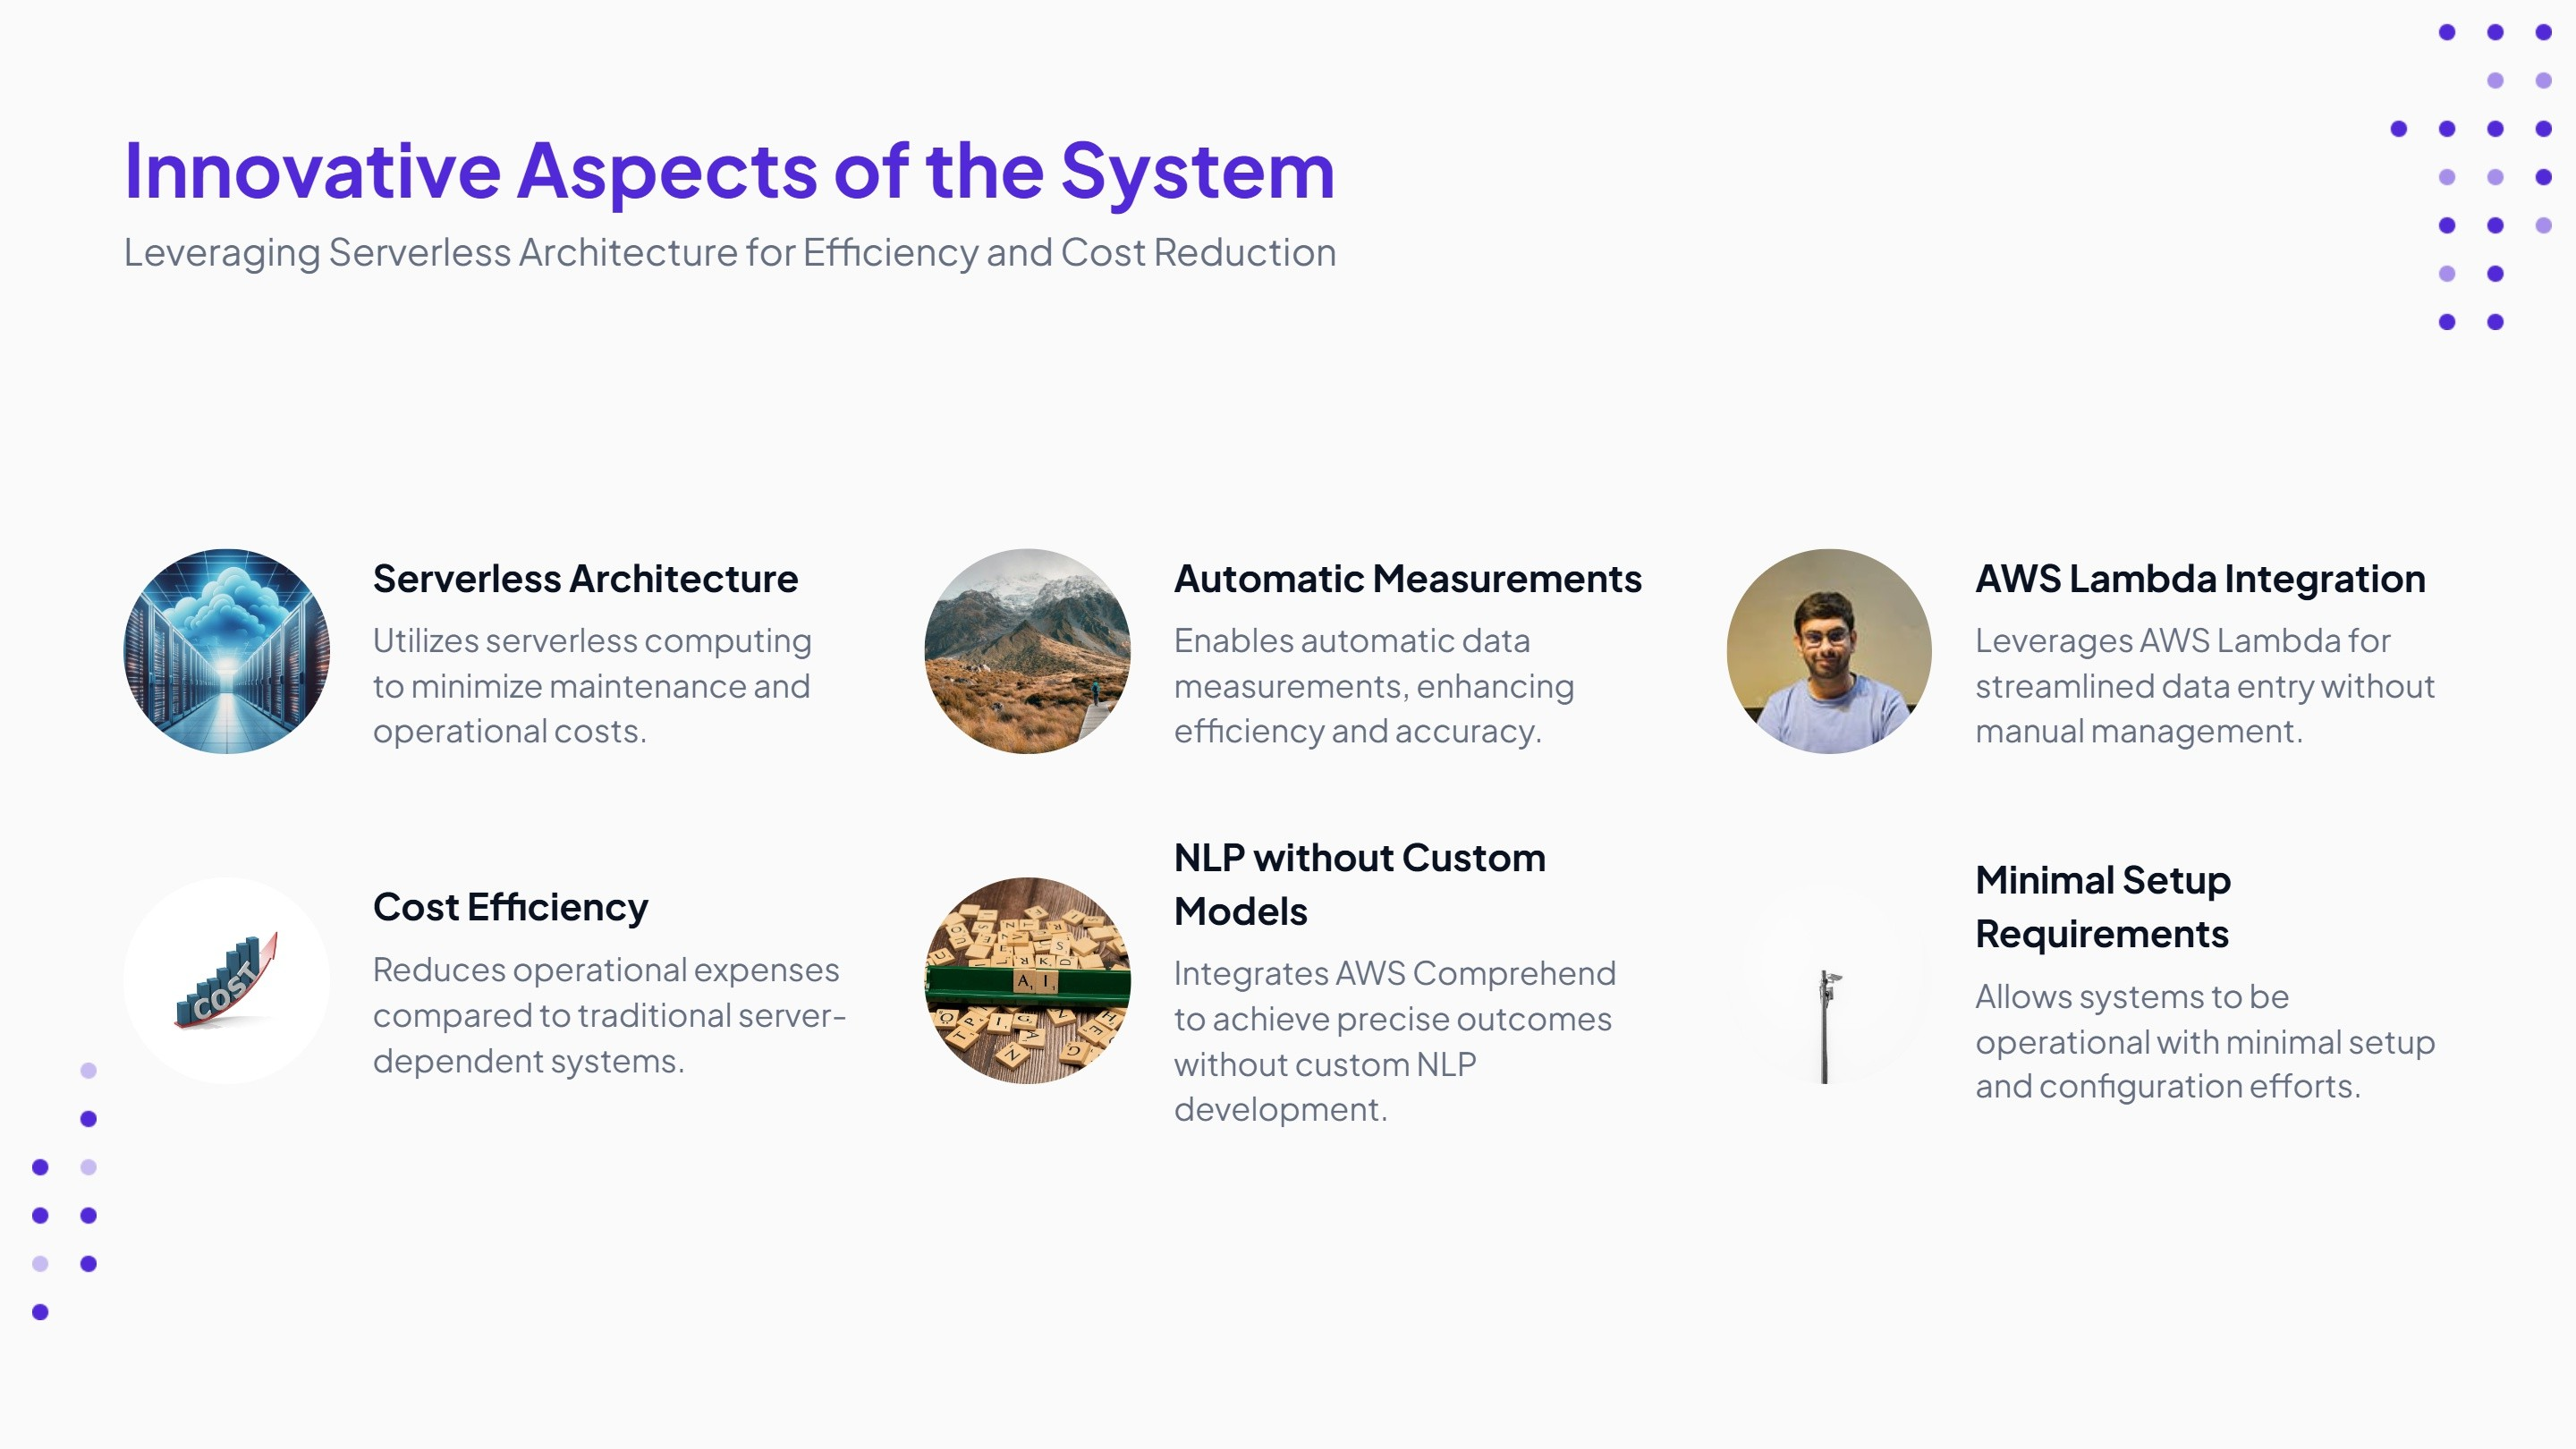 Innovative Aspects of the System
Leveraging Serverless Architecture for Efficiency and Cost Reduction
Serverless Architecture
Utilizes serverless computing
to minimize maintenance and
operational costs.
Automatic Measurements
Enables automatic data
measurements, enhancing
efficiency and accuracy.
AWS Lambda Integration
Leverages AWS Lambda for
streamlined data entry without
manual management.
COST
Cost Efficiency
Reduces operational expenses
compared to traditional server-
dependent systems.
AI
NLP without Custom
Models
Integrates AWS Comprehend
to achieve precise outcomes
without custom NLP
development.
Minimal Setup
Requirements
Allows systems to be
operational with minimal setup
and configuration efforts.